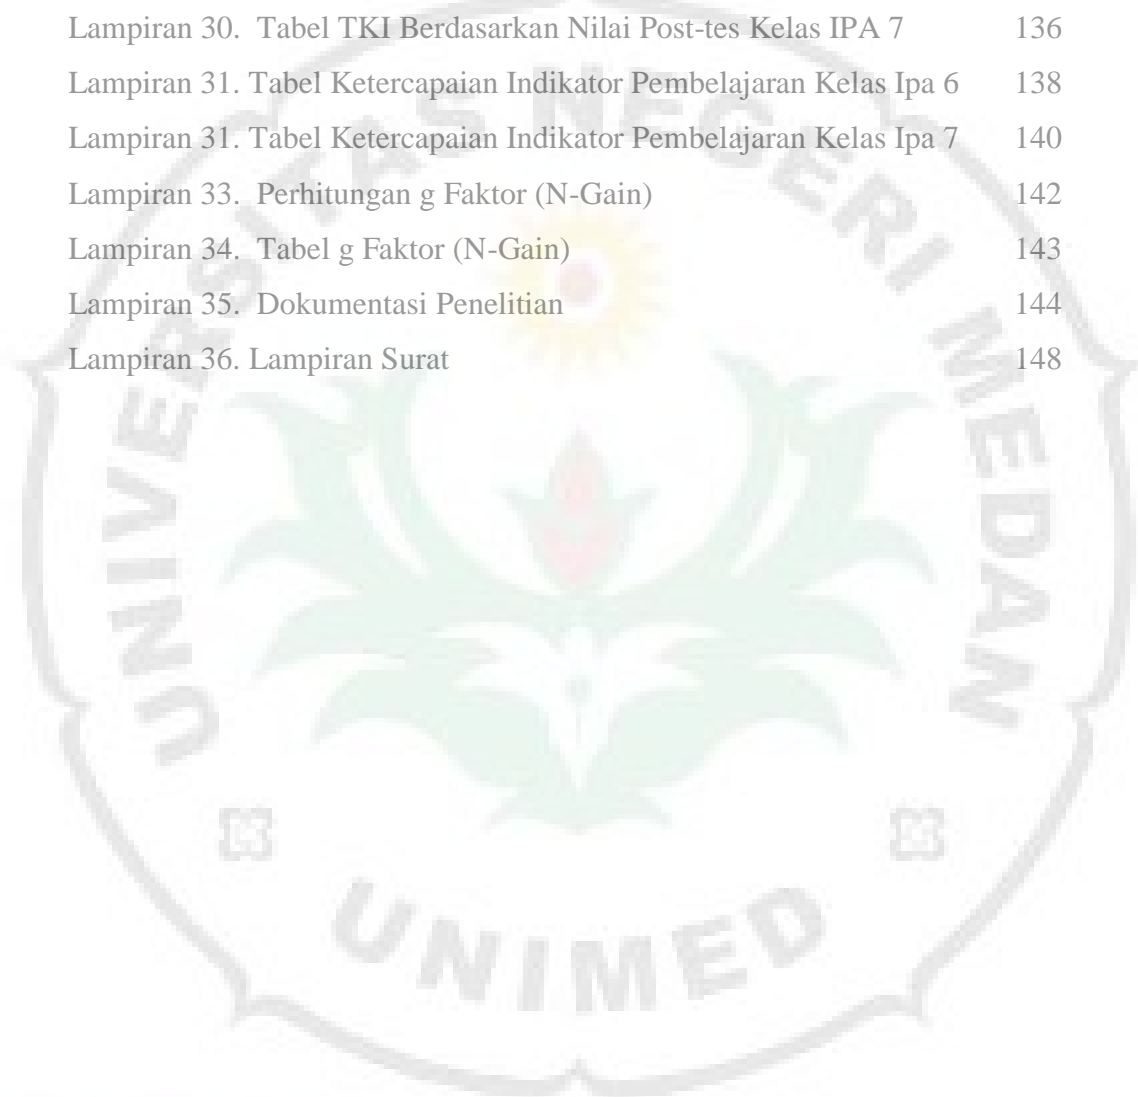 Lampiran 30.  Tabel TKI Berdasarkan Nilai Post-tes Kelas IPA 7 136
Lampiran 31. Tabel Ketercapaian Indikator Pembelajaran Kelas Ipa 6 138
Lampiran 31. Tabel Ketercapaian Indikator Pembelajaran Kelas Ipa 7 140
Lampiran 33.  Perhitungan g Faktor (N-Gain) 142
Lampiran 34.  Tabel g Faktor (N-Gain) 143
Lampiran 35.  Dokumentasi Penelitian 144
Lampiran 36. Lampiran Surat 148
UNIVERSITAS NEGERI MEDAN
UNIMED